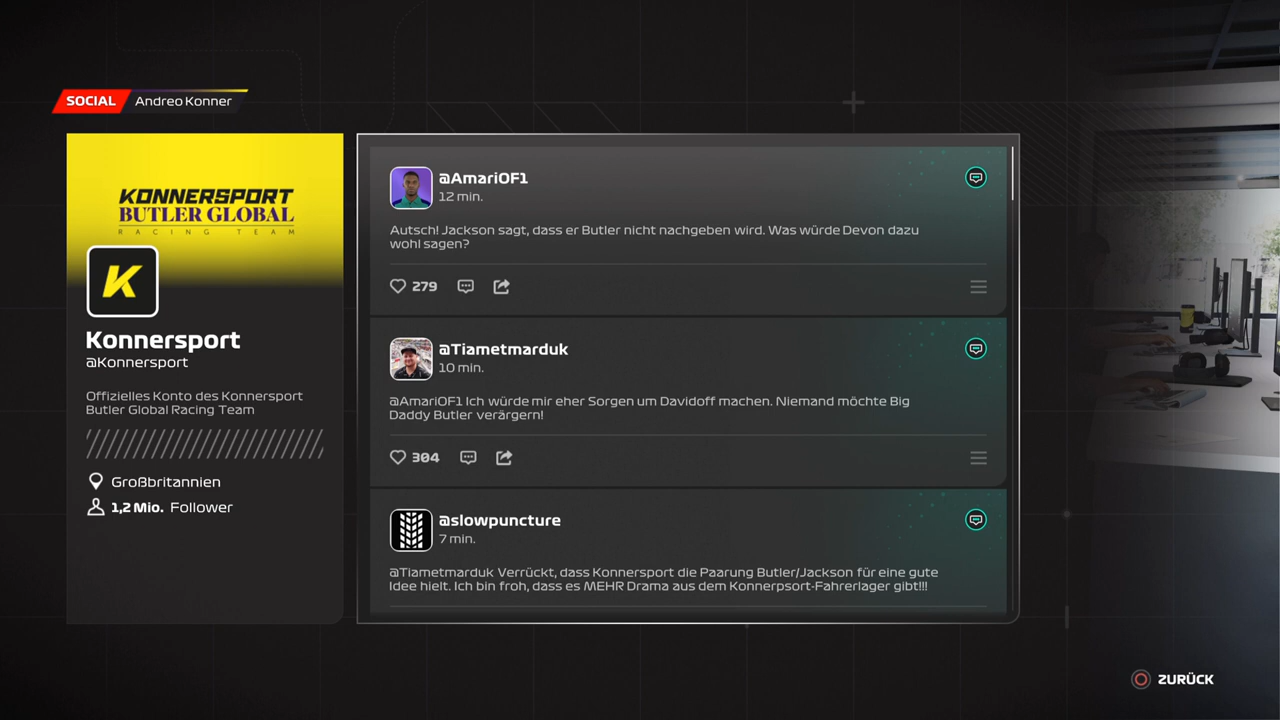 SOCIAL Andreo Konner
KONNERSPORT
BUTLER GLOBAL
RACING TEAM
K
Konnersport
@Konnersport
Offizielles Konto des Konnersport
Butler Global Racing Team
Großbritannien
1,2 Mio. Follower
@AmariOF1
12 min.
Autsch! Jackson sagt, dass er Butler nicht nachgeben wird. Was würde Devon dazu
wohl sagen?
279
@Tiametmarduk
10 min.
@AmariOF1 Ich würde mir eher Sorgen um Davidoff machen. Niemand möchte Big
Daddy Butler verärgern!
304
@slowpuncture
7 min.
@Tiametmarduk Verrückt, dass Konnersport die Paarung Butler/Jackson für eine gute
Idee hielt. Ich bin froh, dass es MEHR Drama aus dem Konnerpsort-Fahrerlager gibt!!!
ZURÜCK